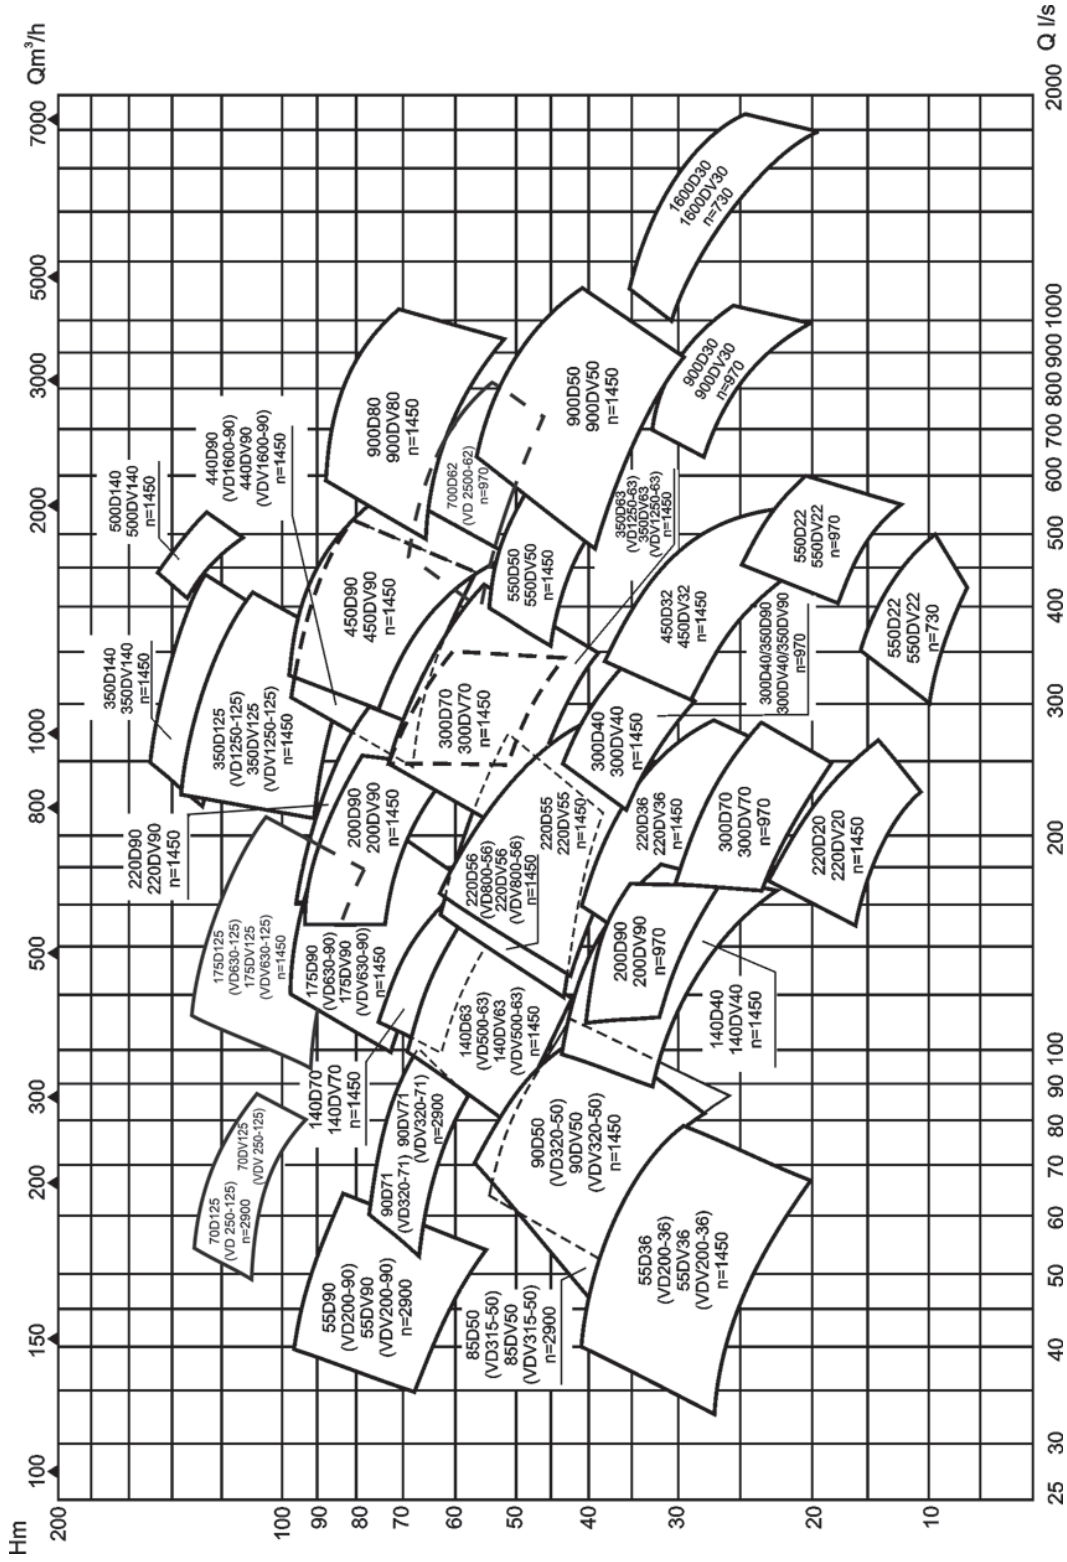 Qm³/h
100
150
200
300
500
800
1000
2000
3000
5000
7000
Hm
200
100
90
80
70
60
50
40
30
20
10
25
30
40
50
60
70
80
90
100
200
300
400
500
600
700
800
900
1000
2000
Q l/s
500D140
500DV140
n=1450
350D140
350DV140
n=1450
440D90
(VD1600-90)
440DV90
(VDV1600-90)
n=1450
350D125
(VD1250-125)
350DV125
(VDV1250-125)
n=1450
220D90
220DV90
n=1450
175D125
(VD630-125)
175DV125
(VDV630-125)
n=1450
70D125
(VD 250-125)
n=2900
70DV125
(VDV 250-125)
900D80
900DV80
n=1450
450D90
450DV90
n=1450
200D90
200DV90
n=1450
175D90
(VD630-90)
175DV90
(VDV630-90)
n=1450
140D70
140DV70
n=1450
55D90
(VD200-90)
55DV90
(VDV200-90)
n=2900
90D71
(VD320-71)
90DV71
(VDV320-71)
n=2900
700D62
(VD 2500-62)
n=970
300D70
300DV70
n=1450
550D50
550DV50
n=1450
900D50
900DV50
n=1450
350D63
(VD1250-63)
350DV63
(VDV1250-63)
n=1450
220D56
(VD800-56)
220DV56
(VDV800-56)
n=1450
220D55
220DV55
n=1450
140D63
(VD500-63)
140DV63
(VDV500-63)
n=1450
85D50
(VD315-50)
85DV50
(VDV315-50)
n=2900
90D50
(VD320-50)
90DV50
(VDV320-50)
n=1450
55D36
(VD200-36)
55DV36
(VDV200-36)
n=1450
300D40
300DV40
n=1450
450D32
450DV32
n=1450
220D36
220DV36
n=1450
200D90
200DV90
n=970
140D40
140DV40
n=1450
300D40/350D90
300DV40/350DV90
n=970
300D70
300DV70
n=970
220D20
220DV20
n=1450
550D22
550DV22
n=970
550D22
550DV22
n=730
900D30
900DV30
n=970
1600D30
1600DV30
n=730